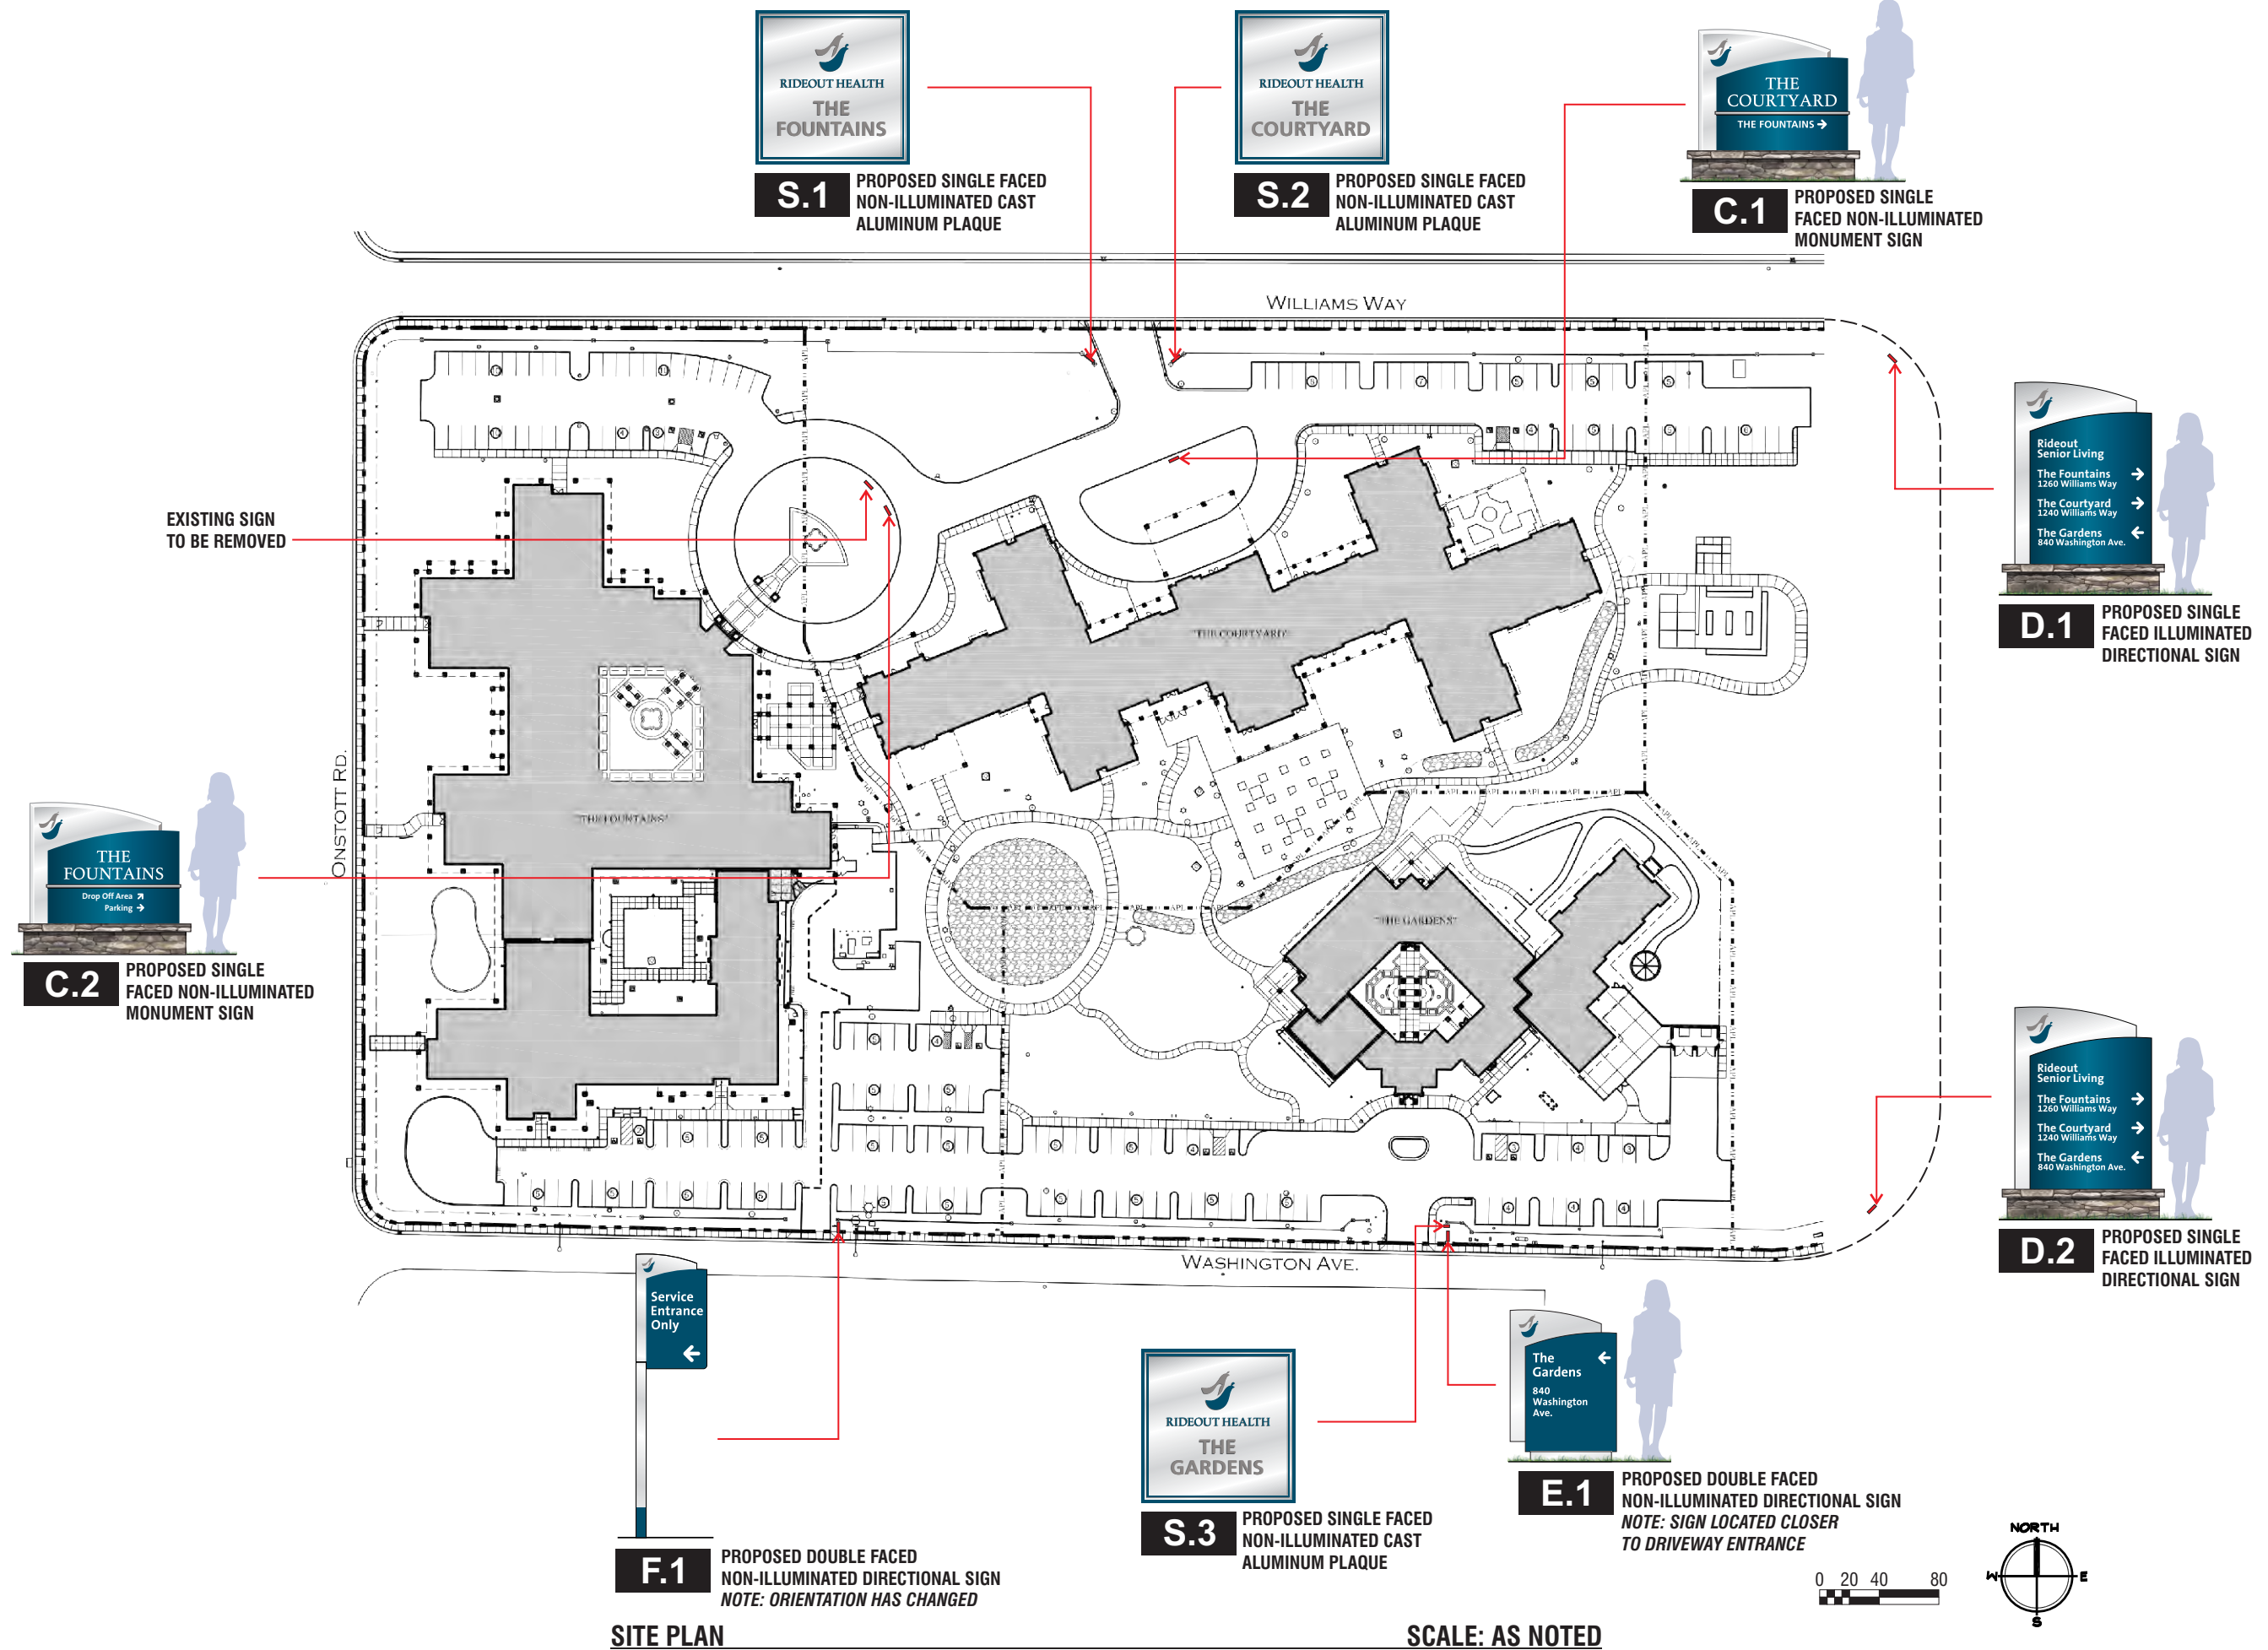 RIDEOUT HEALTH
THE
FOUNTAINS
S.1
PROPOSED SINGLE FACED
NON-ILLUMINATED CAST
ALUMINUM PLAQUE
RIDEOUT HEALTH
THE
COURTYARD
S.2
PROPOSED SINGLE FACED
NON-ILLUMINATED CAST
ALUMINUM PLAQUE
THE
COURTYARD
THE FOUNTAINS →
C.1
PROPOSED SINGLE
FACED NON-ILLUMINATED
MONUMENT SIGN
WILLIAMS WAY
EXISTING SIGN
TO BE REMOVED
Rideout
Senior Living
The Fountains →
1260 Williams Way
The Courtyard →
1240 Williams Way
The Gardens ←
840 Washington Ave.
D.1
PROPOSED SINGLE
FACED ILLUMINATED
DIRECTIONAL SIGN
"THE COURTYARD"
ONSTOTT RD.
"THE FOUNTAINS"
THE
FOUNTAINS
Drop Off Area ↗
Parking →
C.2
PROPOSED SINGLE
FACED NON-ILLUMINATED
MONUMENT SIGN
"THE GARDENS"
Rideout
Senior Living
The Fountains →
1260 Williams Way
The Courtyard →
1240 Williams Way
The Gardens ←
840 Washington Ave.
D.2
PROPOSED SINGLE
FACED ILLUMINATED
DIRECTIONAL SIGN
WASHINGTON AVE.
Service
Entrance
Only
←
F.1
PROPOSED DOUBLE FACED
NON-ILLUMINATED DIRECTIONAL SIGN
NOTE: ORIENTATION HAS CHANGED
RIDEOUT HEALTH
THE
GARDENS
S.3
PROPOSED SINGLE FACED
NON-ILLUMINATED CAST
ALUMINUM PLAQUE
The ←
Gardens
840
Washington
Ave.
E.1
PROPOSED DOUBLE FACED
NON-ILLUMINATED DIRECTIONAL SIGN
NOTE: SIGN LOCATED CLOSER
TO DRIVEWAY ENTRANCE
0 20 40 80
NORTH
W E
S
SITE PLAN
SCALE: AS NOTED